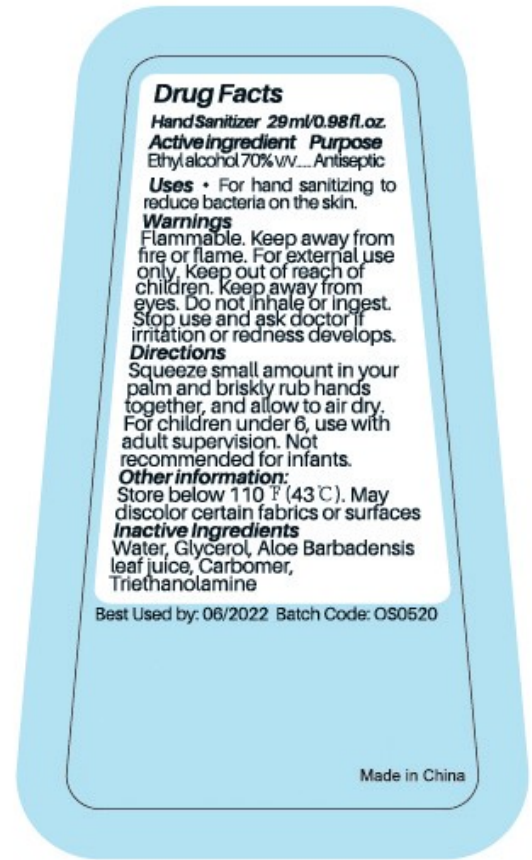 Drug Facts
Hand Sanitizer 29 ml/0.98 fl. oz.
Active ingredient Purpose
Ethyl alcohol 70% V/V.... Antiseptic
Uses • For hand sanitizing to
reduce bacteria on the skin.
Warnings
Flammable. Keep away from
fire or flame. For external use
only. Keep out of reach of
children. Keep away from
eyes. Do not inhale or ingest.
Stop use and ask doctor if
irritation or redness develops.
Directions
Squeeze small amount in your
palm and briskly rub hands
together, and allow to air dry.
For children under 6, use with
adult supervision. Not
recommended for infants.
Other information:
Store below 110 ℉ (43℃). May
discolor certain fabrics or surfaces
Inactive Ingredients
Water, Glycerol, Aloe Barbadensis
leaf juice, Carbomer,
Triethanolamine
Best Used by: 06/2022 Batch Code: OS0520
Made in China